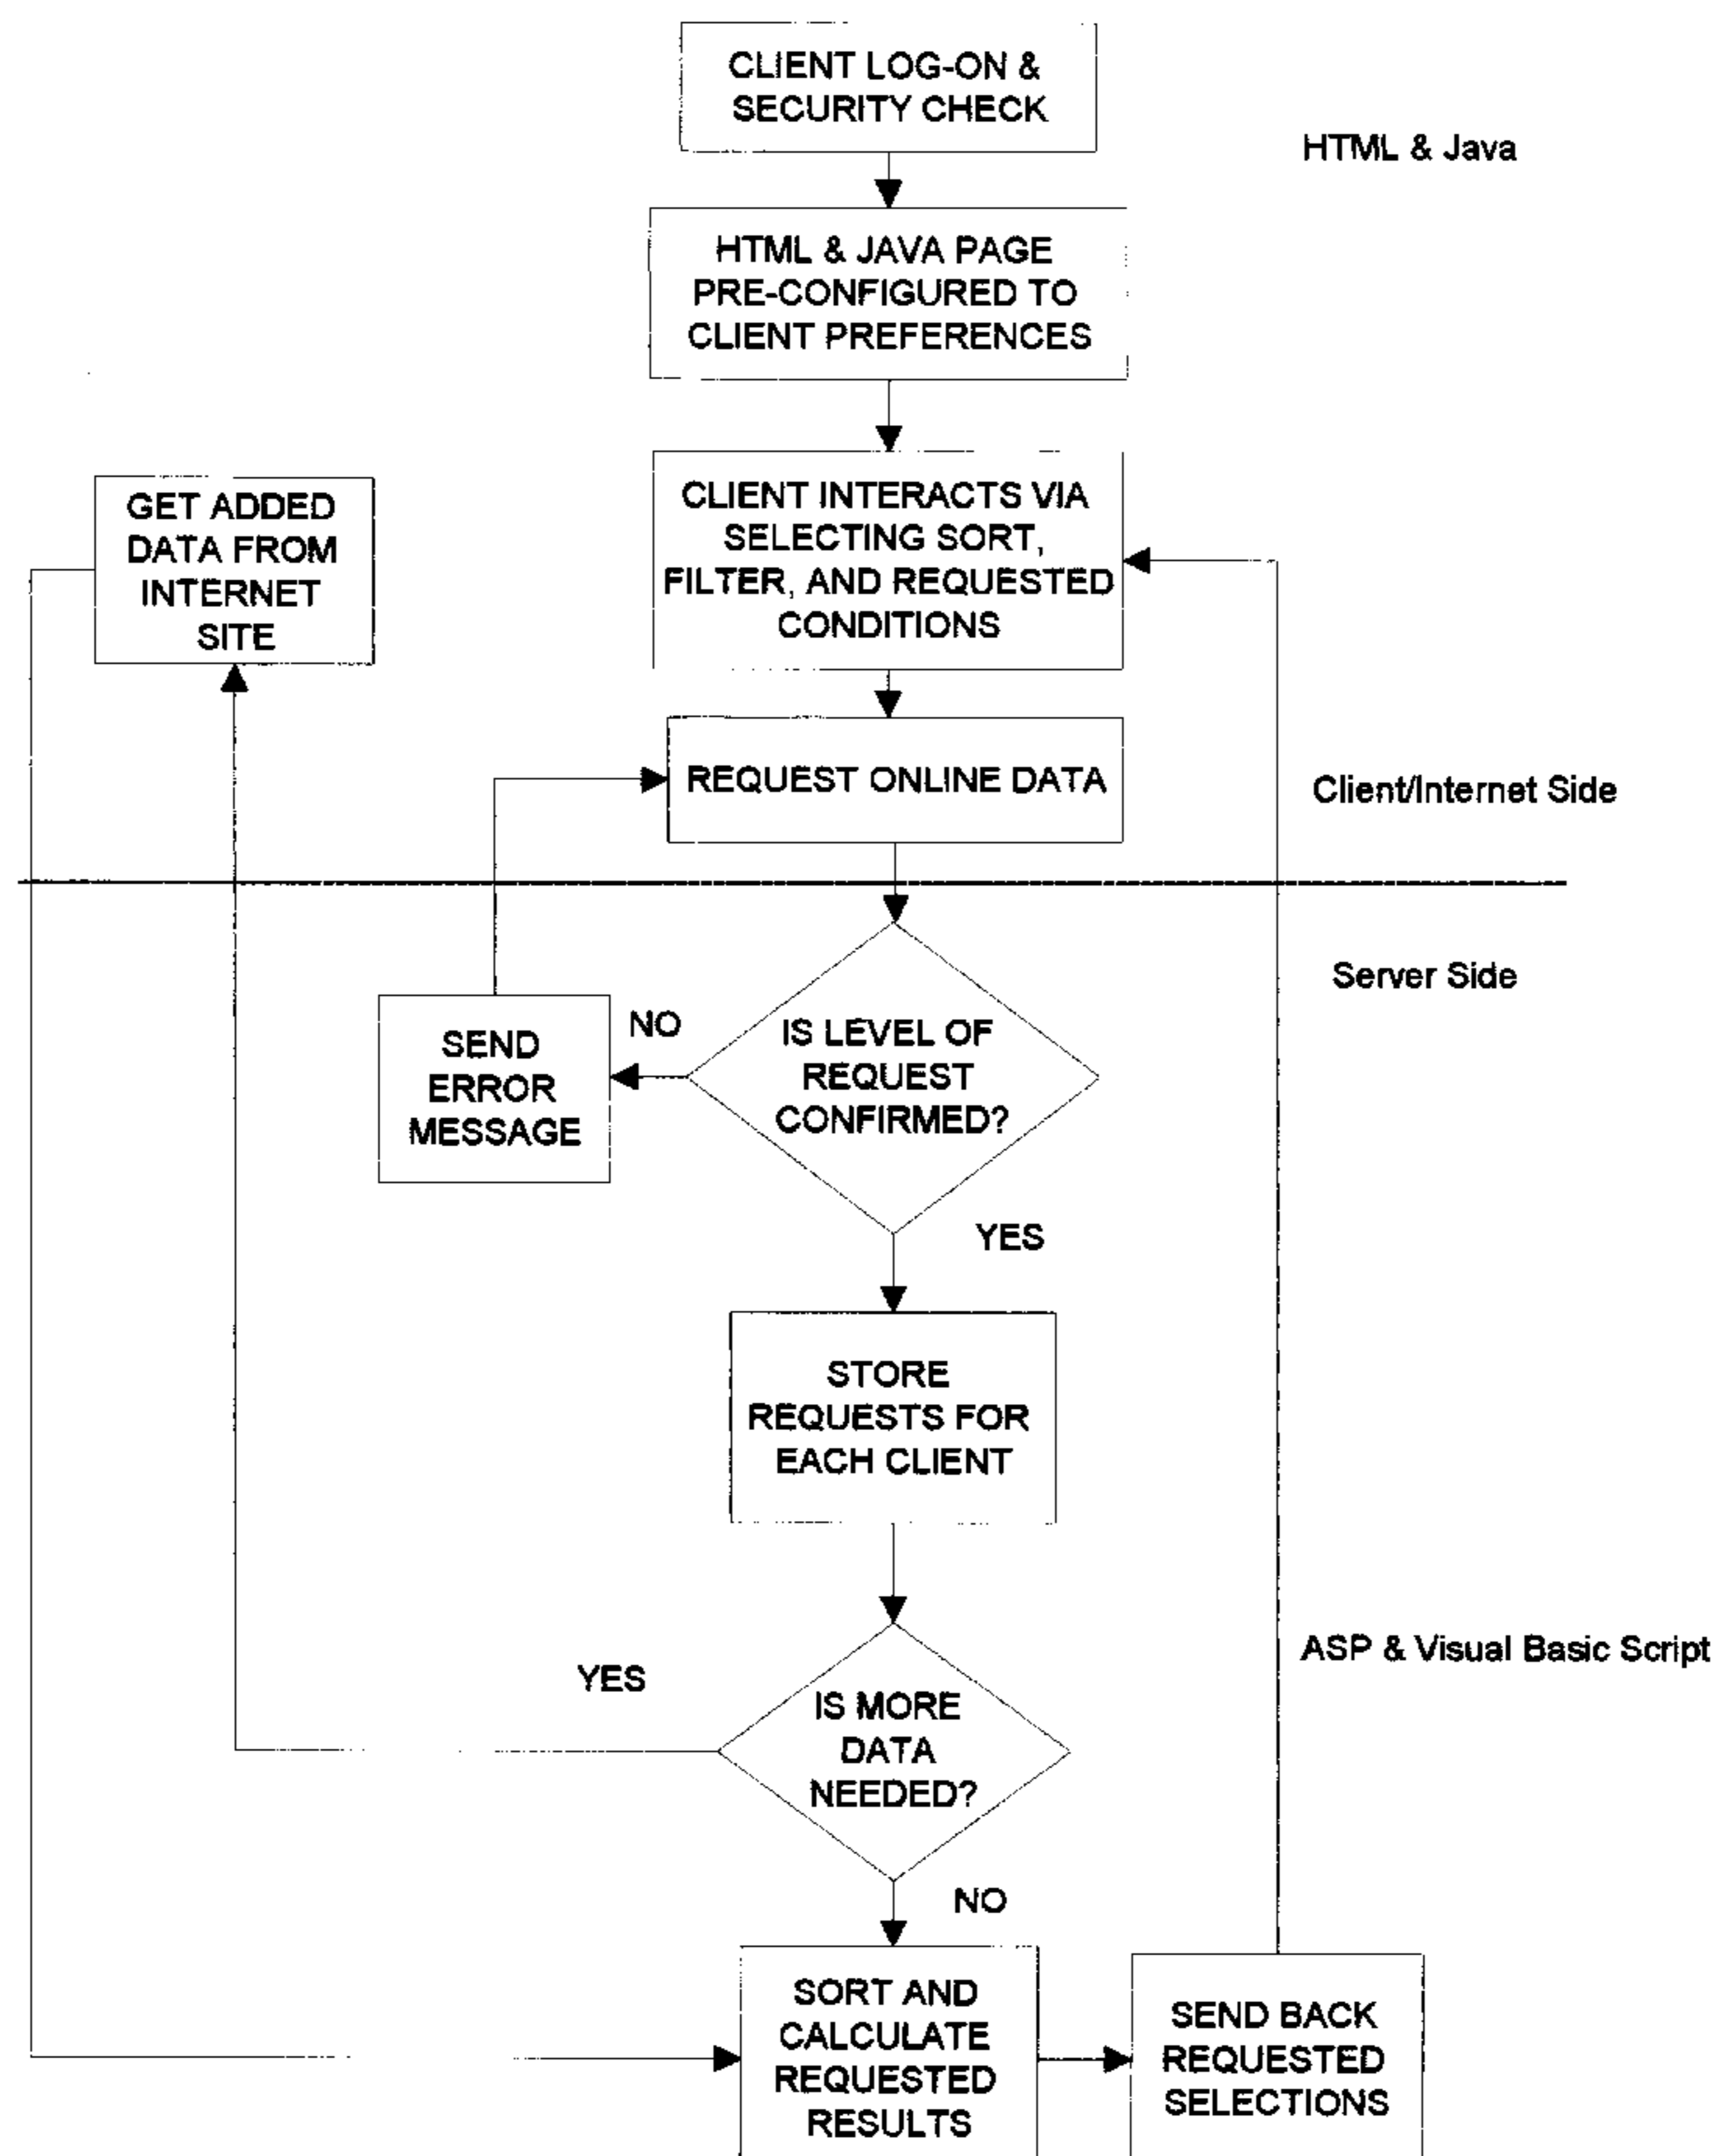 CLIENT LOG-ON &
SECURITY CHECK
HTML & Java
HTML & JAVA PAGE
PRE-CONFIGURED TO
CLIENT PREFERENCES
GET ADDED
DATA FROM
INTERNET
SITE
CLIENT INTERACTS VIA
SELECTING SORT,
FILTER, AND REQUESTED
CONDITIONS
REQUEST ONLINE DATA
Client/Internet Side
Server Side
SEND
ERROR
MESSAGE
NO
IS LEVEL OF
REQUEST
CONFIRMED?
YES
STORE
REQUESTS FOR
EACH CLIENT
ASP & Visual Basic Script
YES
IS MORE
DATA
NEEDED?
NO
SORT AND
CALCULATE
REQUESTED
RESULTS
SEND BACK
REQUESTED
SELECTIONS